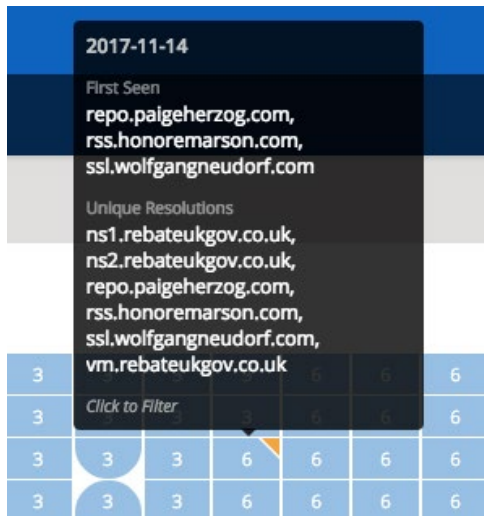 2017-11-14
First Seen
repo.paigeherzog.com,
rss.honoremarson.com,
ssl.wolfgangneudorf.com
Unique Resolutions
ns1.rebateukgov.co.uk,
ns2.rebateukgov.co.uk,
repo.paigeherzog.com,
rss.honoremarson.com,
ssl.wolfgangneudorf.com,
vm.rebateukgov.co.uk
Click to Filter
3 3 3 3 6 6 6
3 3 3 3 6 6 6
3 3 3 6 6 6 6
3 3 3 6 6 6 6